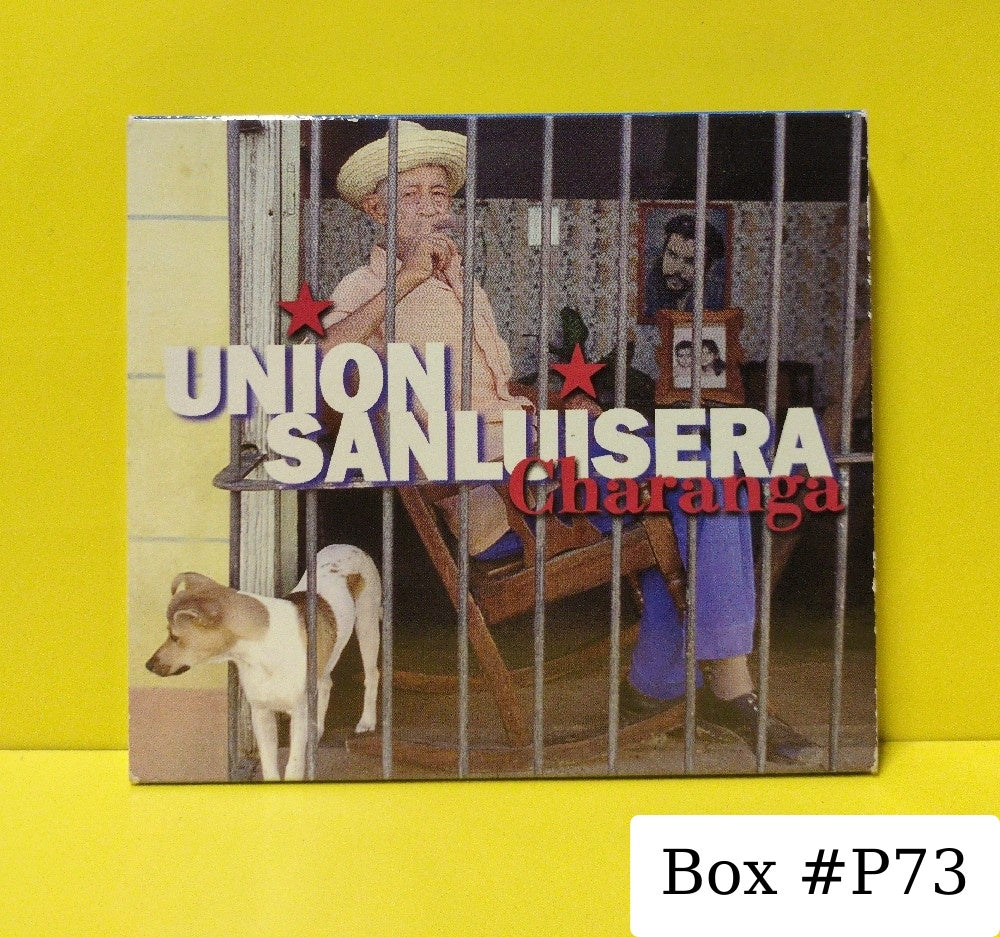 UNION
SANLUISERA
Charanga
Box #P73